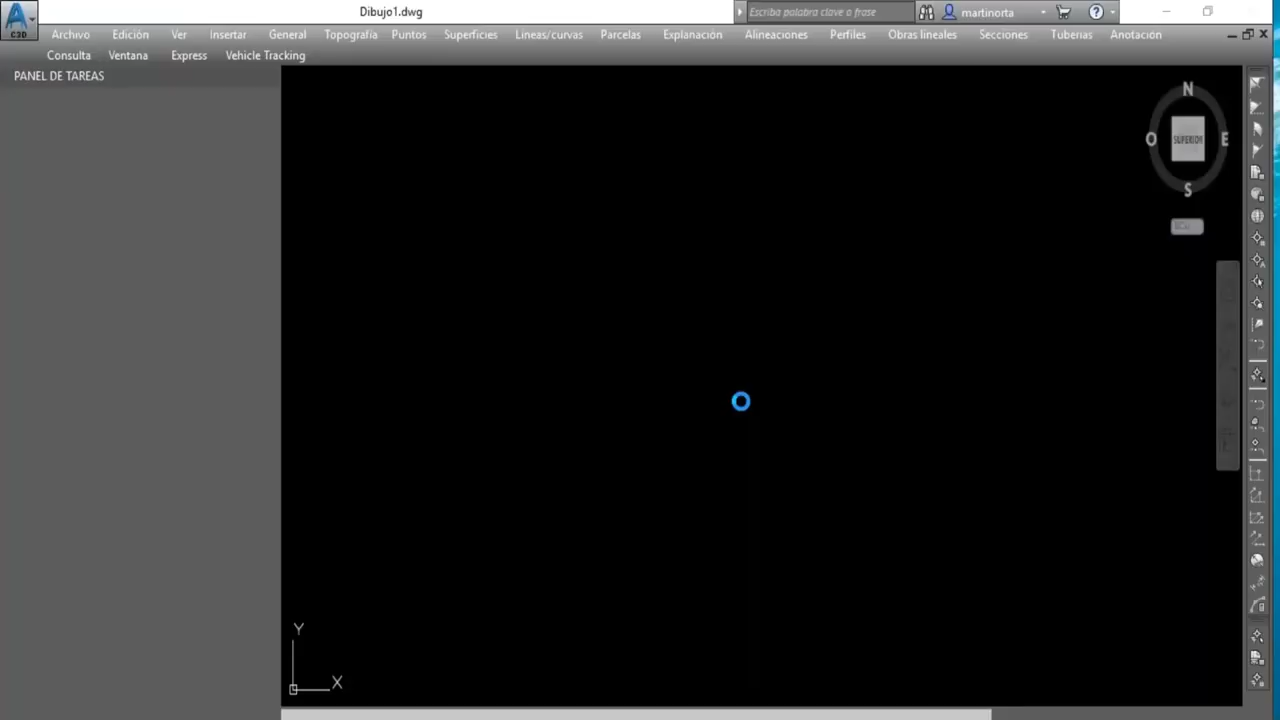 Dibujo1.dwg
Escriba palabra clave o frase
martinorta
C3D
Archivo Edición Ver Insertar General Topografía Puntos Superficies Líneas/curvas Parcelas Explanación Alineaciones Perfiles Obras lineales Secciones Tuberías Anotación
Consulta Ventana Express Vehicle Tracking
PANEL DE TAREAS
N
O SUPERIOR E
S
Y
X